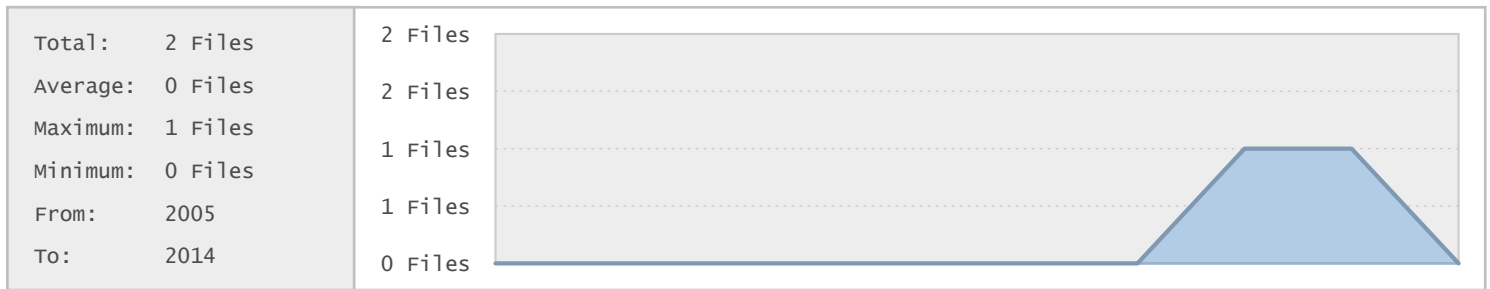 Total: 2 Files
Average: 0 Files
Maximum: 1 Files
Minimum: 0 Files
From: 2005
To: 2014
2 Files
2 Files
1 Files
1 Files
0 Files